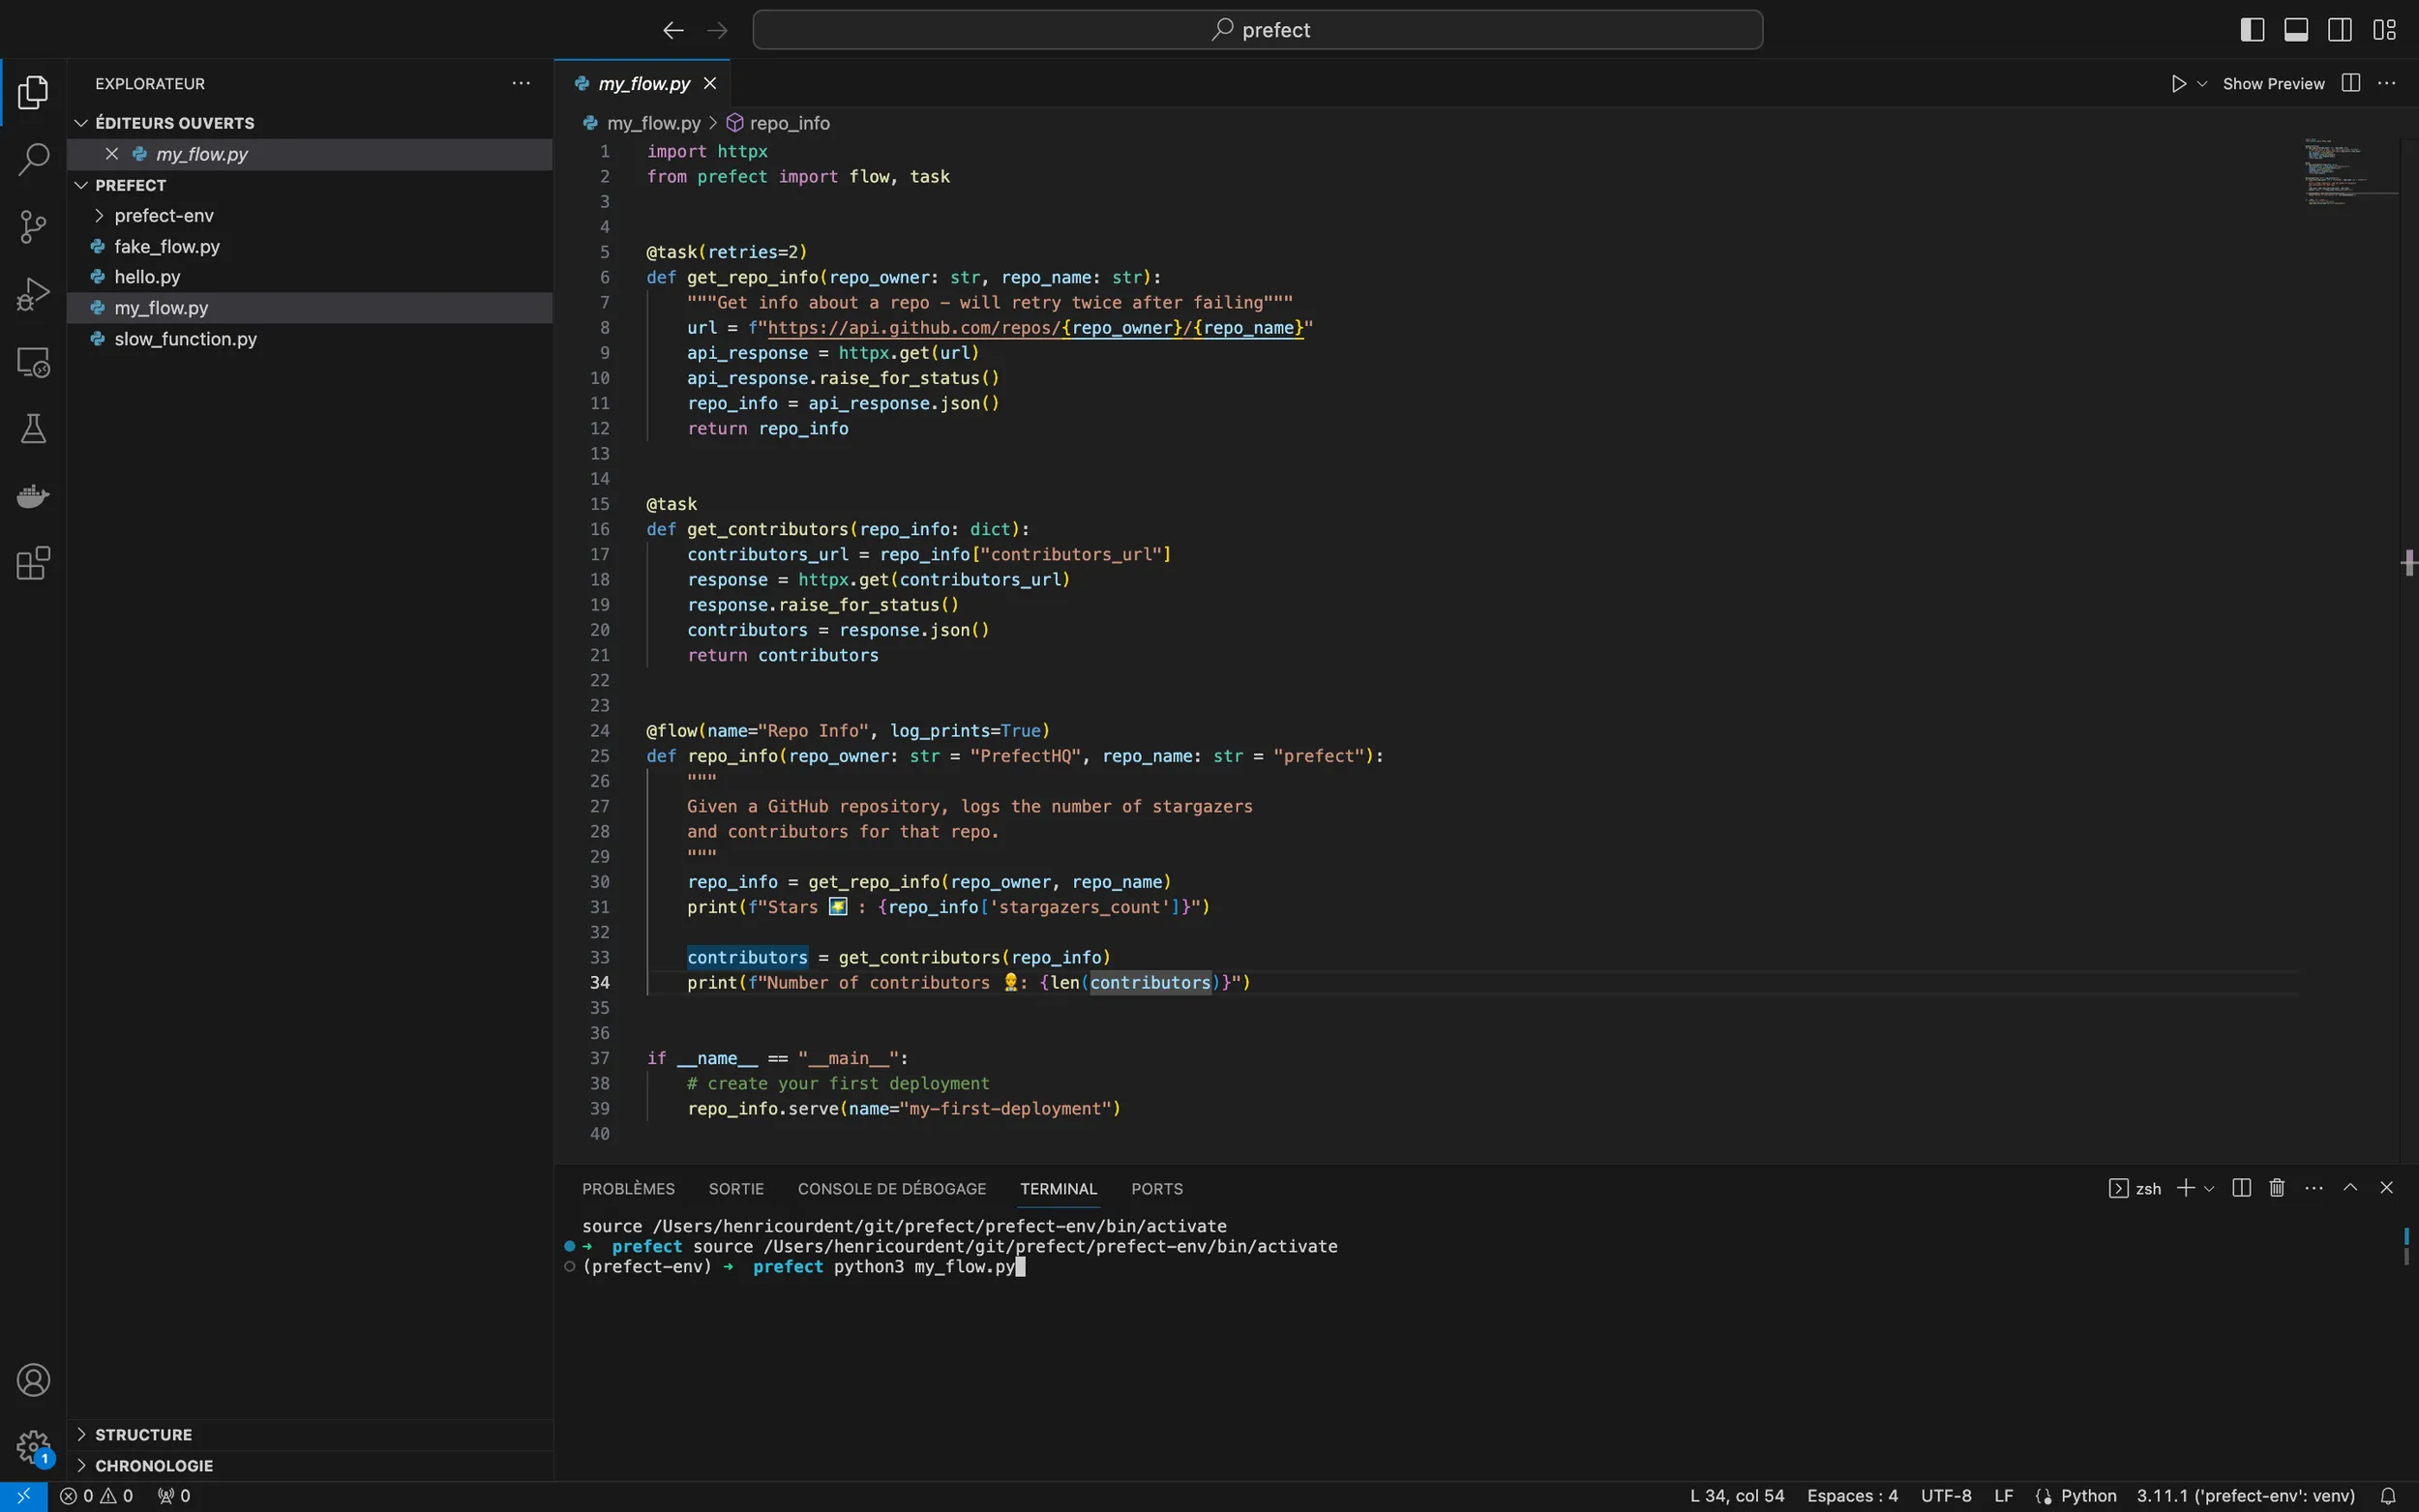 prefect
EXPLORATEUR
ÉDITEURS OUVERTS
my_flow.py
PREFECT
prefect-env
fake_flow.py
hello.py
my_flow.py
slow_function.py
STRUCTURE
CHRONOLOGIE
my_flow.py
Show Preview
my_flow.py > repo_info
1 import httpx
2 from prefect import flow, task
3
4
5 @task(retries=2)
6 def get_repo_info(repo_owner: str, repo_name: str):
7     """Get info about a repo – will retry twice after failing"""
8     url = f"https://api.github.com/repos/{repo_owner}/{repo_name}"
9     api_response = httpx.get(url)
10     api_response.raise_for_status()
11     repo_info = api_response.json()
12     return repo_info
13
14
15 @task
16 def get_contributors(repo_info: dict):
17     contributors_url = repo_info["contributors_url"]
18     response = httpx.get(contributors_url)
19     response.raise_for_status()
20     contributors = response.json()
21     return contributors
22
23
24 @flow(name="Repo Info", log_prints=True)
25 def repo_info(repo_owner: str = "PrefectHQ", repo_name: str = "prefect"):
26     """
27     Given a GitHub repository, logs the number of stargazers
28     and contributors for that repo.
29     """
30     repo_info = get_repo_info(repo_owner, repo_name)
31     print(f"Stars 🌠 : {repo_info['stargazers_count']}")
32
33     contributors = get_contributors(repo_info)
34     print(f"Number of contributors 👷: {len(contributors)}")
35
36
37 if __name__ == "__main__":
38     # create your first deployment
39     repo_info.serve(name="my-first-deployment")
40
PROBLÈMES SORTIE CONSOLE DE DÉBOGAGE TERMINAL PORTS
zsh
source /Users/henricourdent/git/prefect/prefect-env/bin/activate
➜ prefect source /Users/henricourdent/git/prefect/prefect-env/bin/activate
(prefect-env) ➜ prefect python3 my_flow.py
1
0 0 0
L 34, col 54 Espaces : 4 UTF-8 LF Python 3.11.1 ('prefect-env': venv)